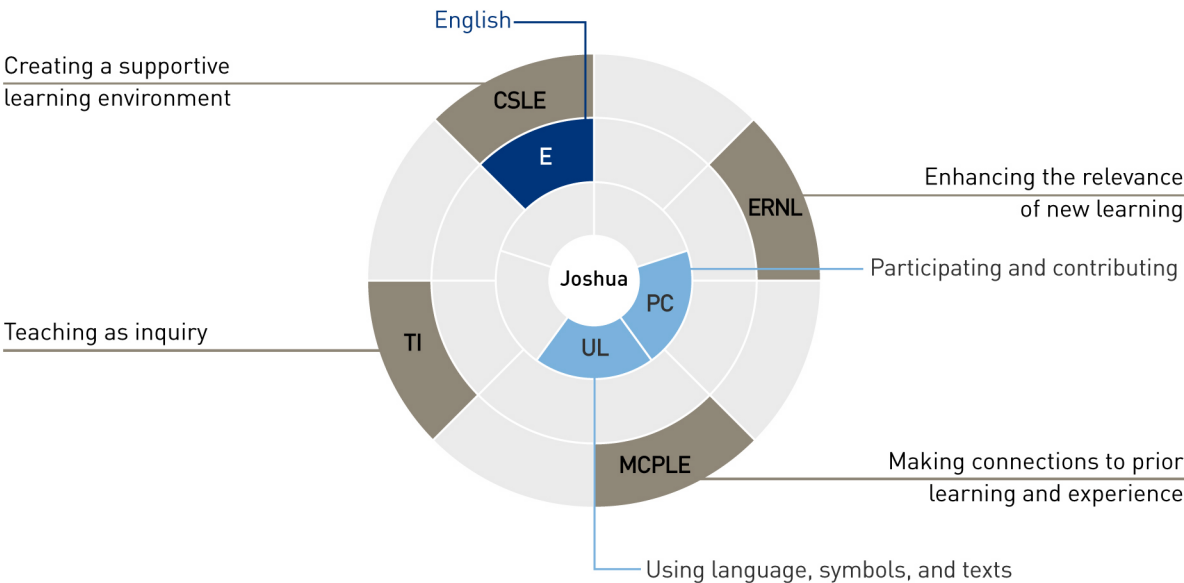 English
Creating a supportive
learning environment
CSLE
E
Enhancing the relevance
of new learning
ERNL
Participating and contributing
Joshua
PC
Teaching as inquiry
TI
UL
MCPLE
Making connections to prior
learning and experience
Using language, symbols, and texts